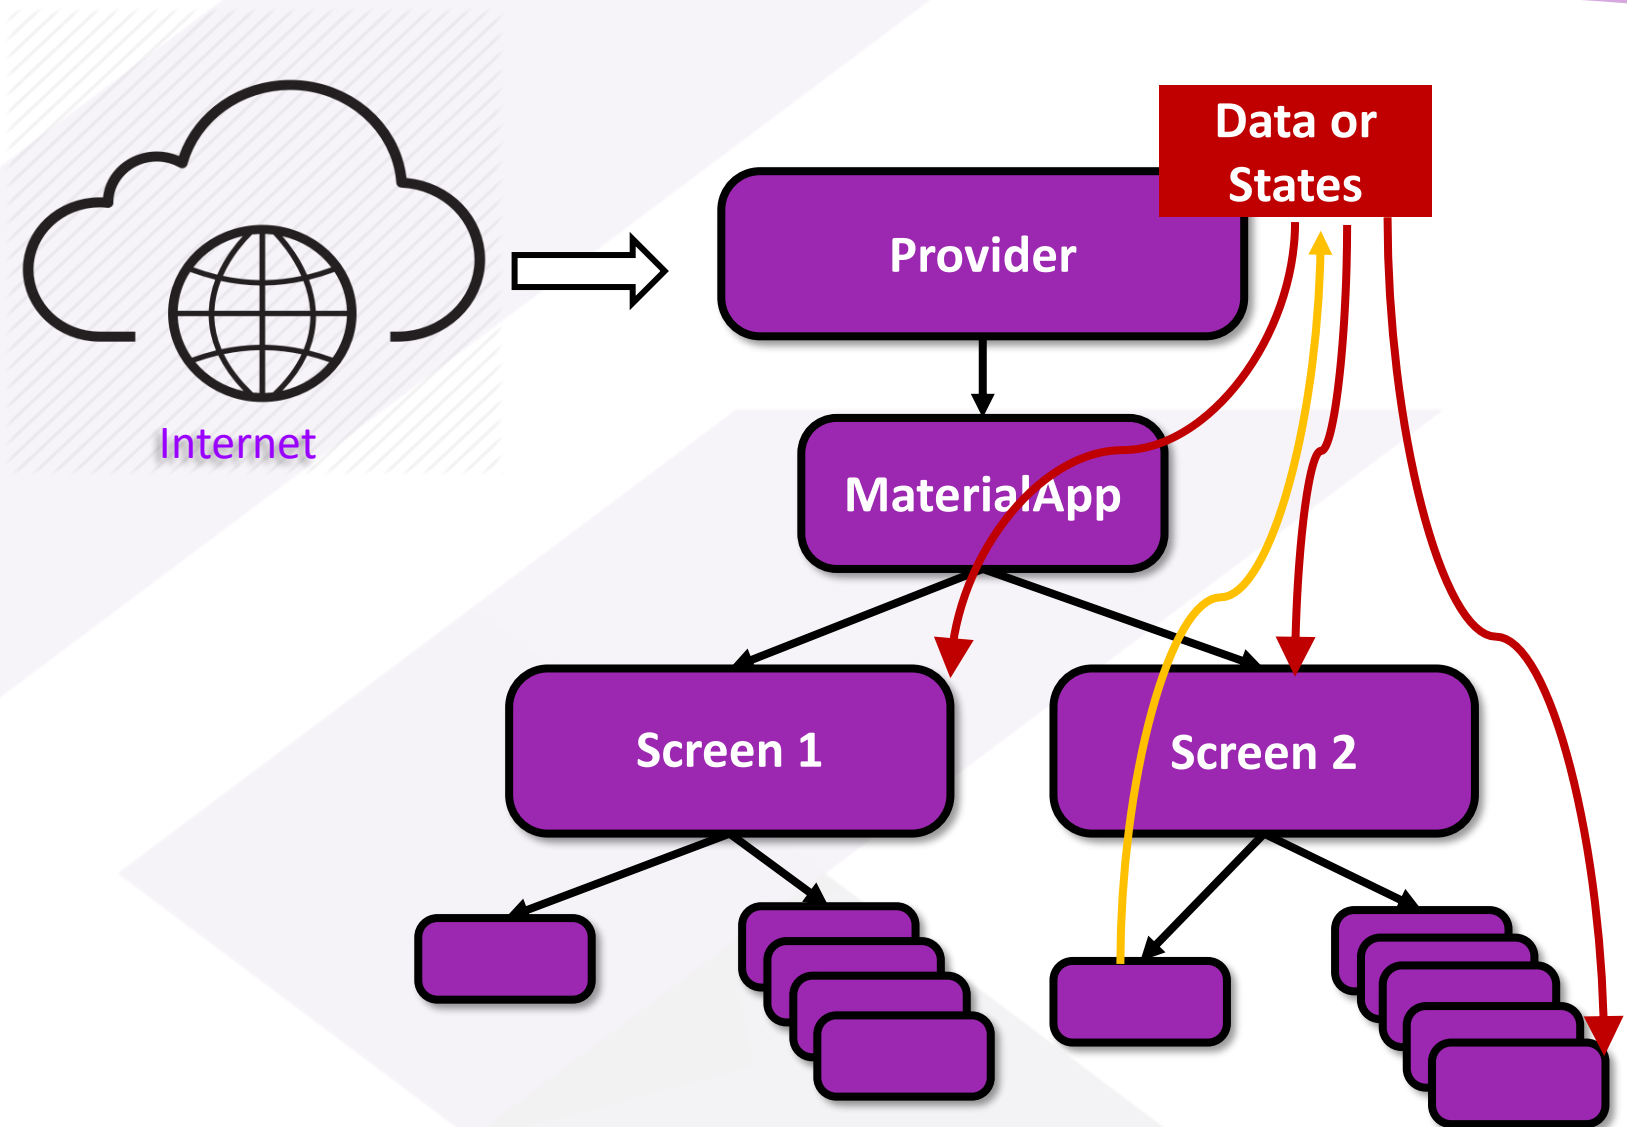 Data or
States
Provider
Internet
MaterialApp
Screen 1
Screen 2